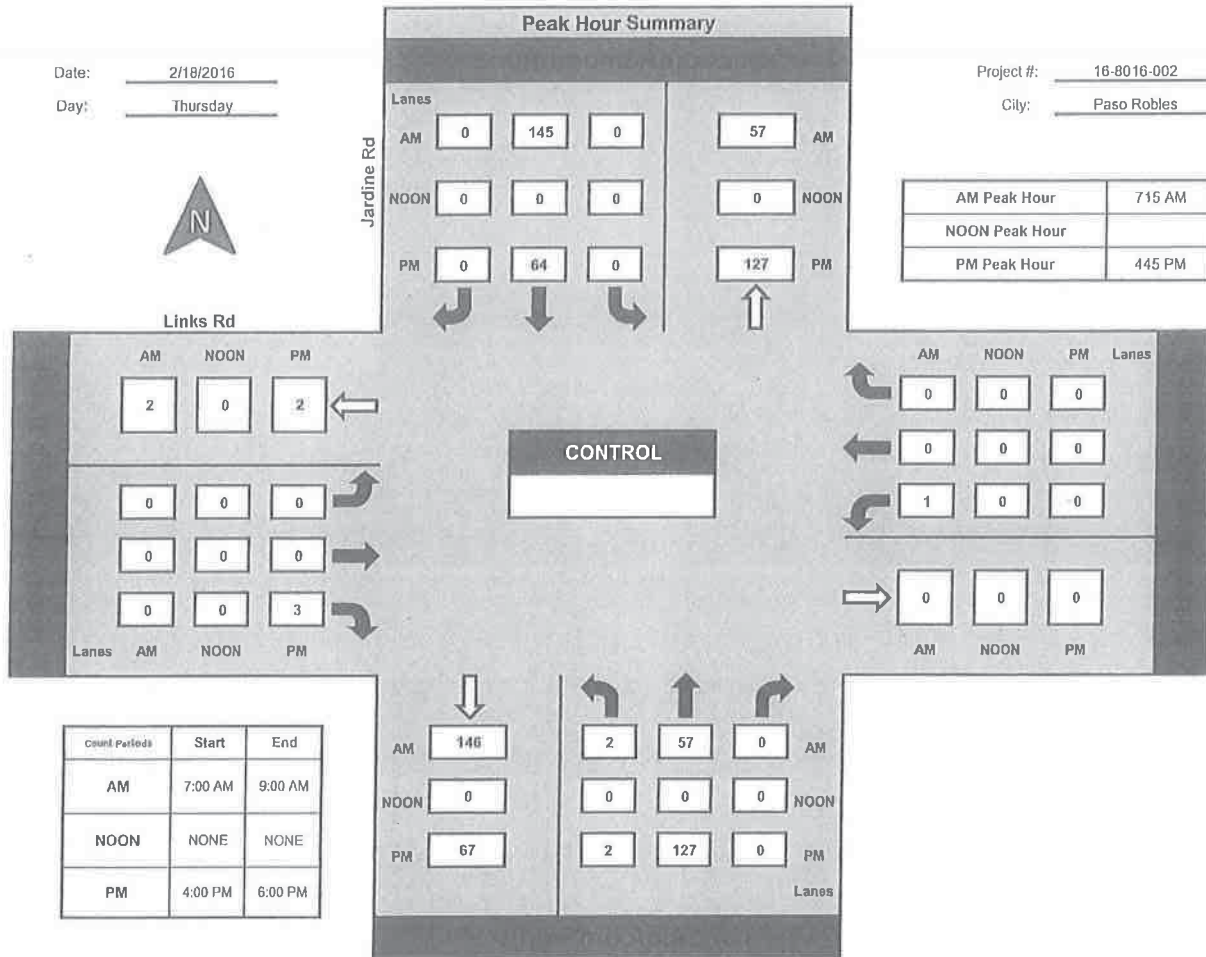 Peak Hour Summary
Date: 2/18/2016
Day: Thursday
Project #: 16-8016-002
City: Paso Robles
N
Jardine Rd
Lanes
AM 0 145 0 57 AM
NOON 0 0 0 0 NOON
PM 0 64 0 127 PM
AM Peak Hour 715 AM
NOON Peak Hour
PM Peak Hour 445 PM
Links Rd
AM NOON PM
2 0 2
0 0 0
0 0 0
0 0 3
Lanes AM NOON PM
CONTROL
AM NOON PM Lanes
0 0 0
0 0 0
1 0 0
0 0 0
AM NOON PM
Count Periods Start End
AM 7:00 AM 9:00 AM
NOON NONE NONE
PM 4:00 PM 6:00 PM
AM 146 2 57 0 AM
NOON 0 0 0 0 NOON
PM 67 2 127 0 PM
Lanes